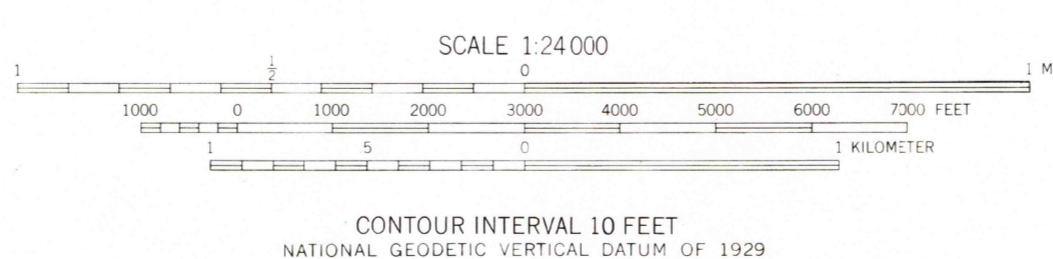 SCALE 1:24 000
1 ½ 0 1 M
1000 0 1000 2000 3000 4000 5000 6000 7000 FEET
1 .5 0 1 KILOMETER
CONTOUR INTERVAL 10 FEET
NATIONAL GEODETIC VERTICAL DATUM OF 1929